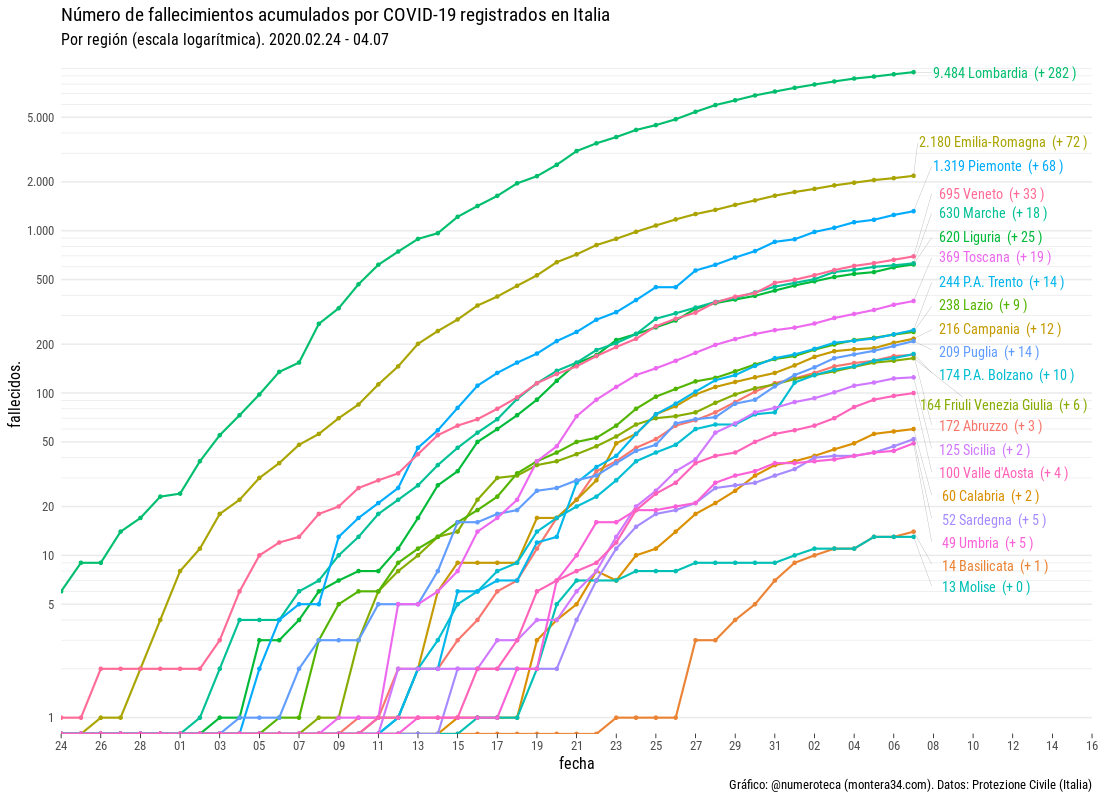 Número de fallecimientos acumulados por COVID-19 registrados en Italia
Por región (escala logarítmica). 2020.02.24 - 04.07
9.484 Lombardia (+ 282 )
5.000
2.180 Emilia-Romagna (+ 72 )
1.319 Piemonte (+ 68 )
2.000
695 Veneto (+ 33 )
630 Marche (+ 18 )
1.000
620 Liguria (+ 25 )
369 Toscana (+ 19 )
500
244 P.A. Trento (+ 14 )
238 Lazio (+ 9 )
216 Campania (+ 12 )
200
209 Puglia (+ 14 )
174 P.A. Bolzano (+ 10 )
100
164 Friuli Venezia Giulia (+ 6 )
172 Abruzzo (+ 3 )
50
125 Sicilia (+ 2 )
100 Valle d'Aosta (+ 4 )
60 Calabria (+ 2 )
20
52 Sardegna (+ 5 )
49 Umbria (+ 5 )
10
14 Basilicata (+ 1 )
13 Molise (+ 0 )
5
1
fallecidos.
24 26 28 01 03 05 07 09 11 13 15 17 19 21 23 25 27 29 31 02 04 06 08 10 12 14 16
fecha
Gráfico: @numeroteca (montera34.com). Datos: Protezione Civile (Italia)